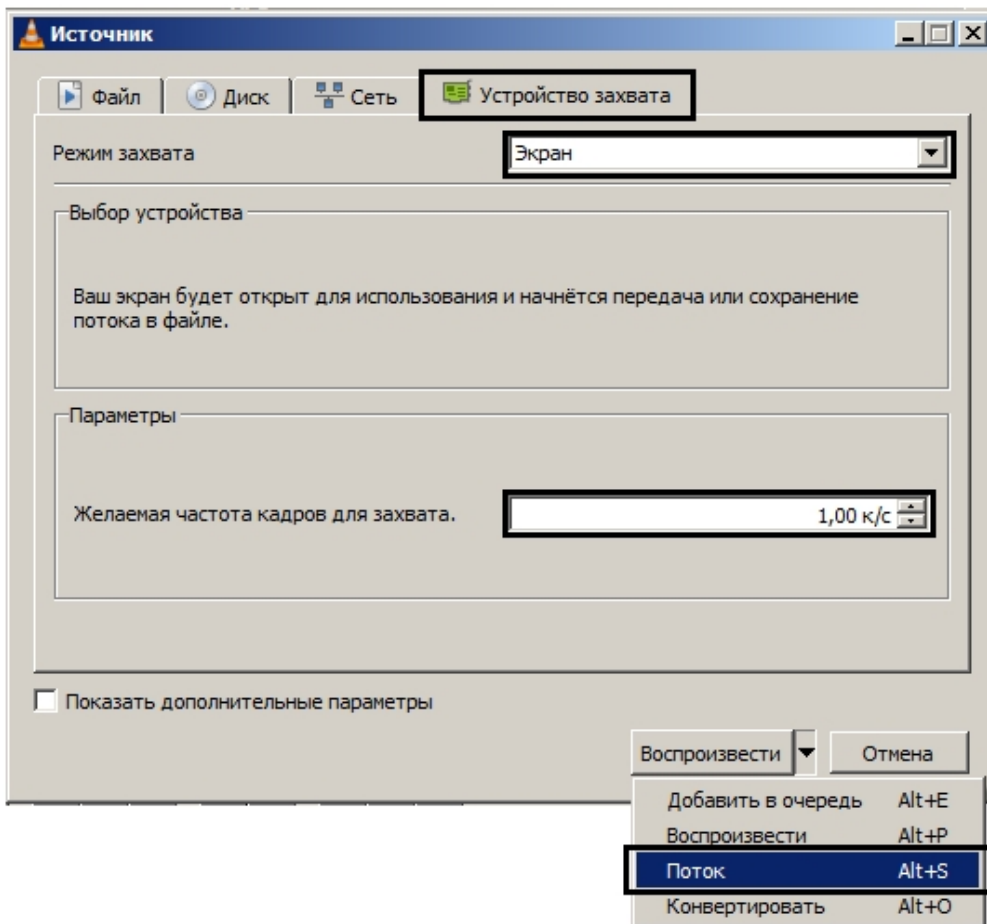 Источник
Файл Диск Сеть Устройство захвата
Режим захвата Экран
Выбор устройства
Ваш экран будет открыт для использования и начнётся передача или сохранение
потока в файле.
Параметры
Желаемая частота кадров для захвата. 1,00 к/с
Показать дополнительные параметры
Воспроизвести Отмена
Добавить в очередь Alt+E
Воспроизвести Alt+P
Поток Alt+S
Конвертировать Alt+O